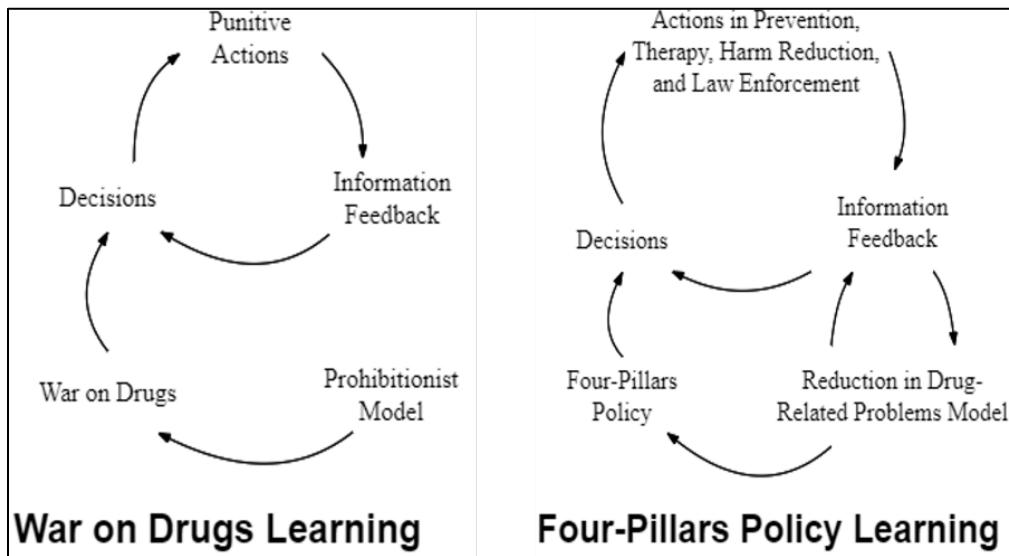 Punitive
Actions
Decisions
Information
Feedback
War on Drugs
Prohibitionist
Model
War on Drugs Learning
Actions in Prevention,
Therapy, Harm Reduction,
and Law Enforcement
Decisions
Information
Feedback
Four-Pillars
Policy
Reduction in Drug-
Related Problems Model
Four-Pillars Policy Learning